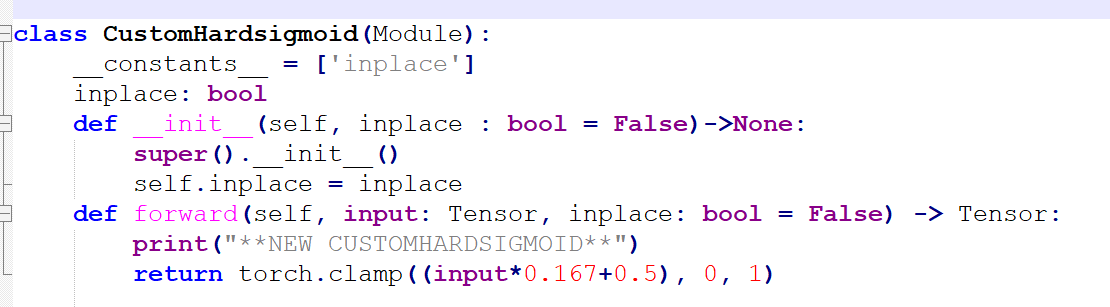 class CustomHardsigmoid(Module):
    __constants__ = ['inplace']
    inplace: bool
    def __init__(self, inplace : bool = False)->None:
        super().__init__()
        self.inplace = inplace
    def forward(self, input: Tensor, inplace: bool = False) -> Tensor:
        print("**NEW CUSTOMHARDSIGMOID**")
        return torch.clamp((input*0.167+0.5), 0, 1)